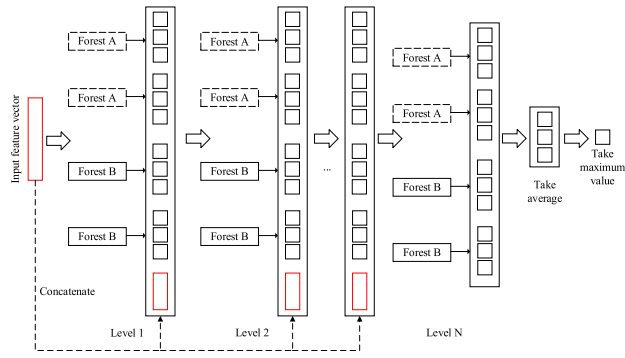 Input feature vector
Forest A
Forest A
Forest B
Forest B
Concatenate
Level 1
Forest A
Forest A
Forest B
Forest B
Level 2
...
Forest A
Forest A
Forest B
Forest B
Level N
Take
average
Take
maximum
value